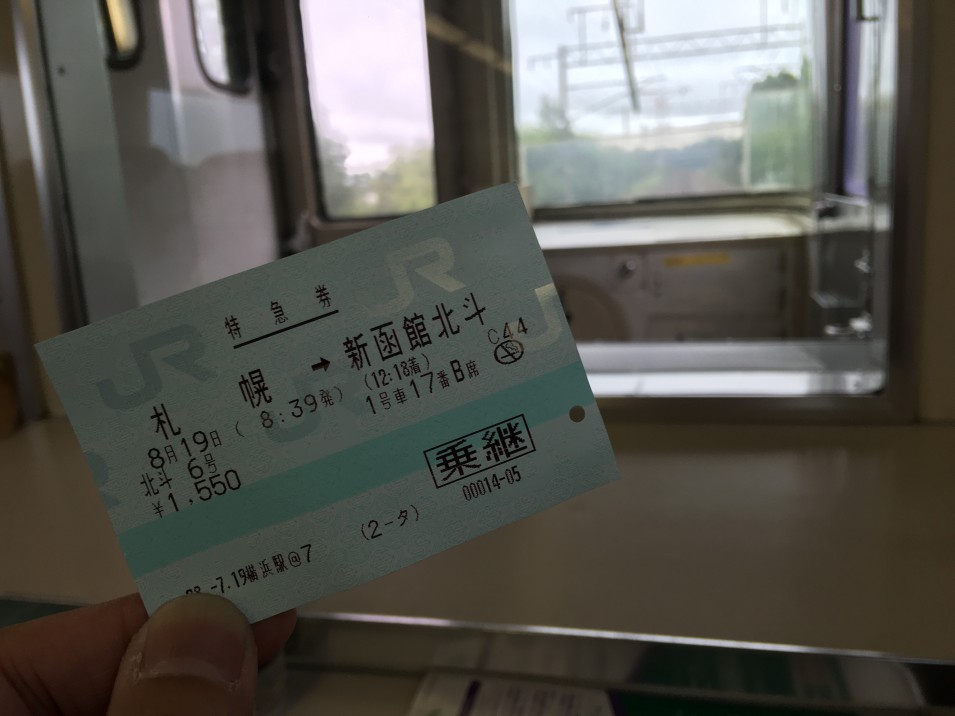 特急券
札幌 → 新函館北斗
8月19日 ( 8:39発) (12:18着) C44
北斗 6号 1号車17番B席
¥1,550
乗継
00014-05
-7.19横浜駅@7 (2-タ)
JR
JR